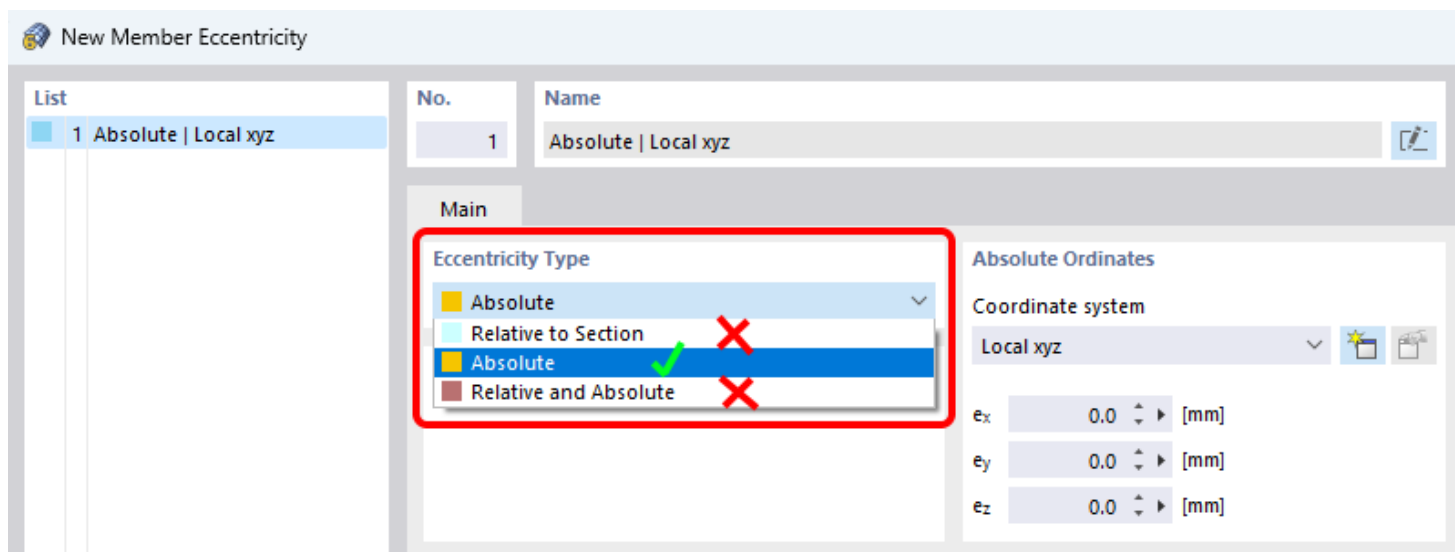 New Member Eccentricity
List
1 Absolute | Local xyz
No.
1
Name
Absolute | Local xyz
Main
Eccentricity Type
Absolute
Relative to Section
Absolute
Relative and Absolute
Absolute Ordinates
Coordinate system
Local xyz
ex 0.0 [mm]
ey 0.0 [mm]
ez 0.0 [mm]